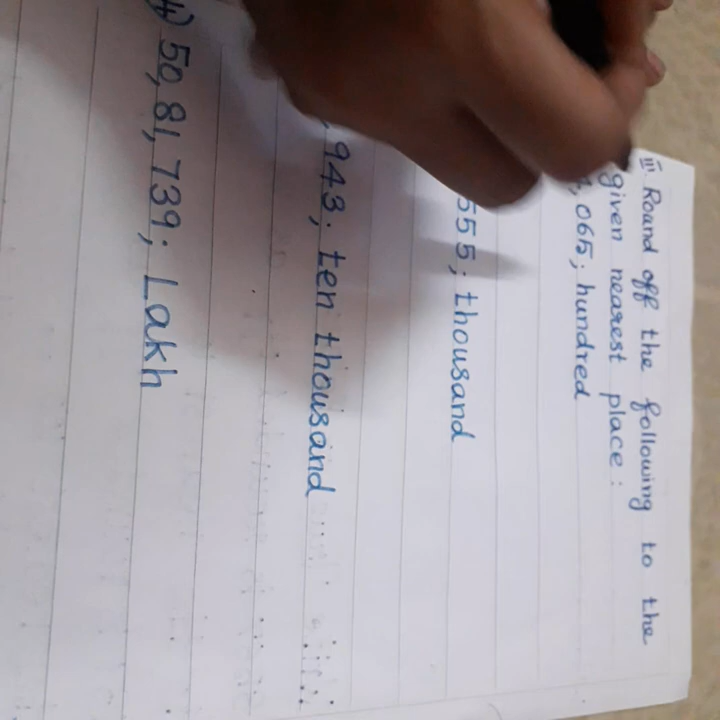 III. Round off the following to the
given nearest place:
,065; hundred
555; thousand
,943; ten thousand
4) 50,81,739; Lakh